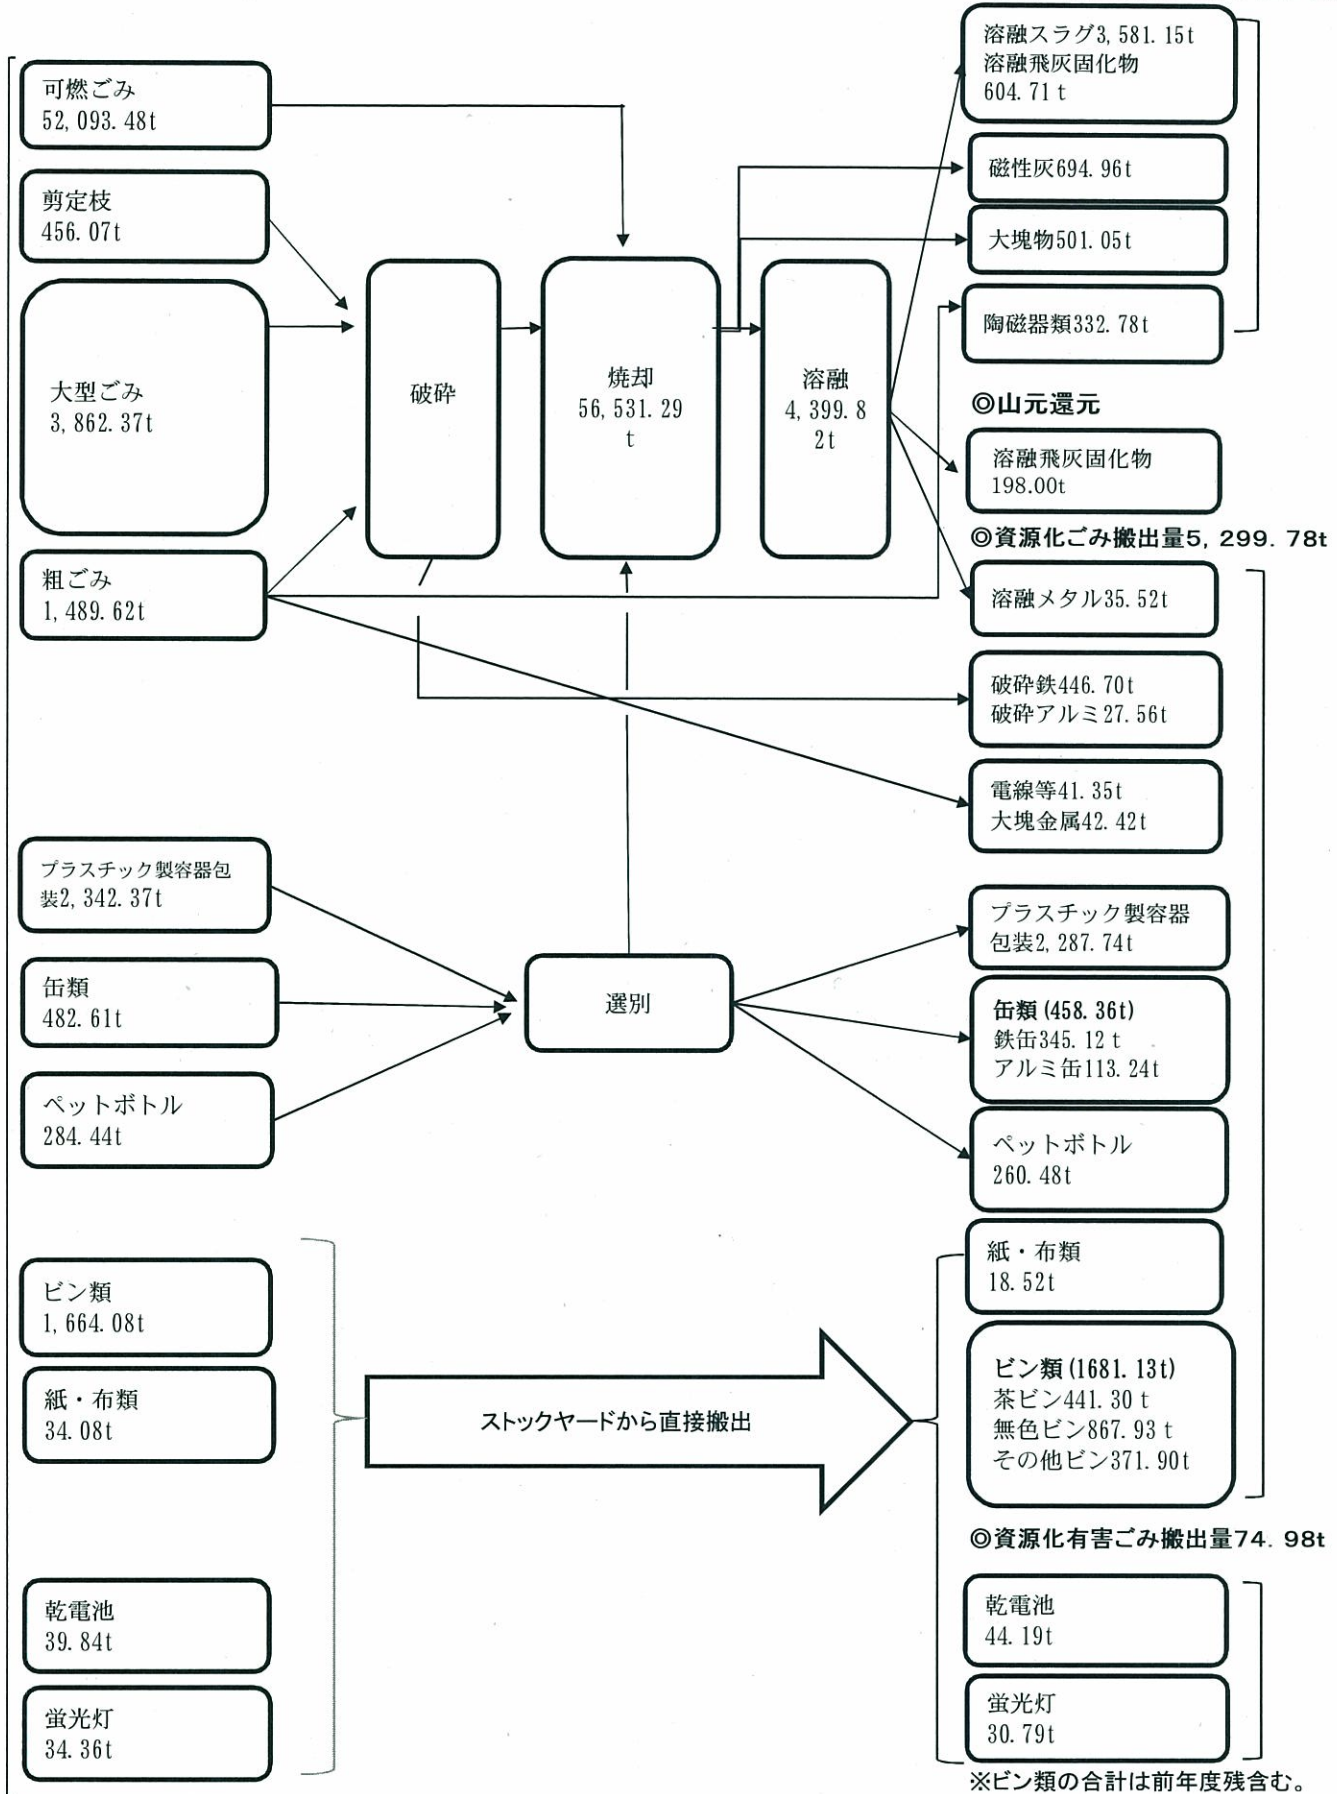 可燃ごみ
52,093.48t
剪定枝
456.07t
大型ごみ
3,862.37t
粗ごみ
1,489.62t
プラスチック製容器包
装2,342.37t
缶類
482.61t
ペットボトル
284.44t
ビン類
1,664.08t
紙・布類
34.08t
乾電池
39.84t
蛍光灯
34.36t
破砕
焼却
56,531.29
t
溶融
4,399.8
2t
選別
ストックヤードから直接搬出
溶融スラグ3,581.15t
溶融飛灰固化物
604.71t
磁性灰694.96t
大塊物501.05t
陶磁器類332.78t
◎山元還元
溶融飛灰固化物
198.00t
◎資源化ごみ搬出量5,299.78t
溶融メタル35.52t
破砕鉄446.70t
破砕アルミ27.56t
電線等41.35t
大塊金属42.42t
プラスチック製容器
包装2,287.74t
缶類(458.36t)
鉄缶345.12t
アルミ缶113.24t
ペットボトル
260.48t
紙・布類
18.52t
ビン類(1681.13t)
茶ビン441.30t
無色ビン867.93t
その他ビン371.90t
◎資源化有害ごみ搬出量74.98t
乾電池
44.19t
蛍光灯
30.79t
※ビン類の合計は前年度残含む。